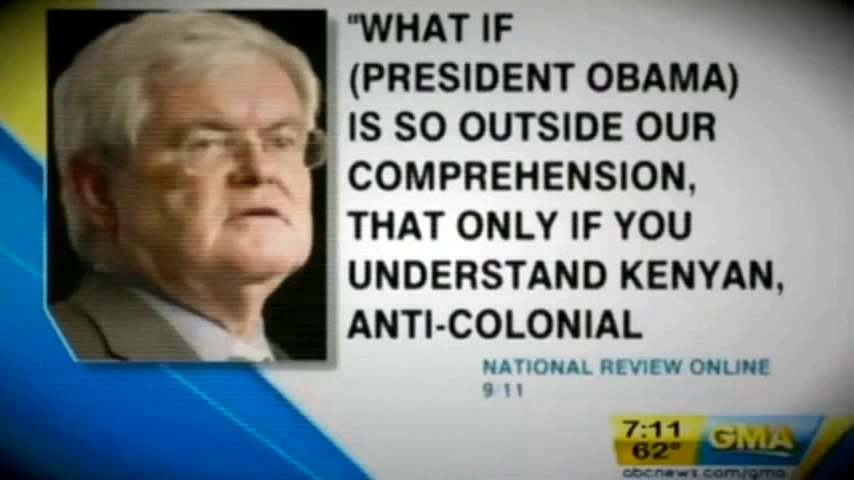 "WHAT IF
(PRESIDENT OBAMA)
IS SO OUTSIDE OUR
COMPREHENSION,
THAT ONLY IF YOU
UNDERSTAND KENYAN,
ANTI-COLONIAL
NATIONAL REVIEW ONLINE
9/11
7:11
62°
GMA
abcnews.com/gma